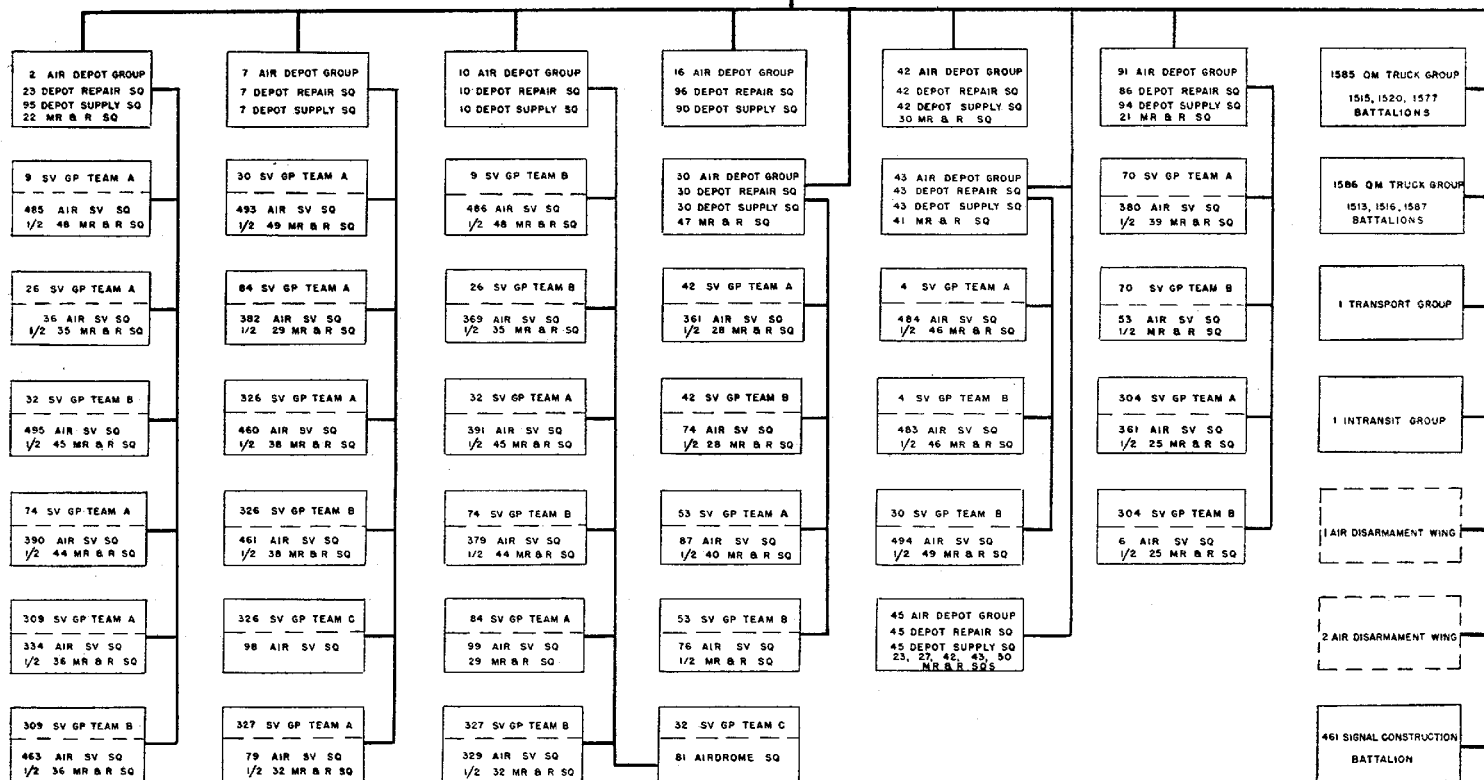 2 AIR DEPOT GROUP
23 DEPOT REPAIR SQ
95 DEPOT SUPPLY SQ
22 MR & R SQ
9 SV GP TEAM A
485 AIR SV SQ
1/2 48 MR & R SQ
26 SV GP TEAM A
36 AIR SV SQ
1/2 35 MR & R SQ
32 SV GP TEAM B
495 AIR SV SQ
1/2 45 MR & R SQ
74 SV GP TEAM A
390 AIR SV SQ
1/2 44 MR & R SQ
309 SV GP TEAM A
334 AIR SV SQ
1/2 36 MR & R SQ
309 SV GP TEAM B
463 AIR SV SQ
1/2 36 MR & R SQ
7 AIR DEPOT GROUP
7 DEPOT REPAIR SQ
7 DEPOT SUPPLY SQ
30 SV GP TEAM A
493 AIR SV SQ
1/2 49 MR & R SQ
84 SV GP TEAM A
382 AIR SV SQ
1/2 29 MR & R SQ
326 SV GP TEAM A
460 AIR SV SQ
1/2 38 MR & R SQ
326 SV GP TEAM B
461 AIR SV SQ
1/2 38 MR & R SQ
326 SV GP TEAM C
98 AIR SV SQ
327 SV GP TEAM A
79 AIR SV SQ
1/2 32 MR & R SQ
10 AIR DEPOT GROUP
10 DEPOT REPAIR SQ
10 DEPOT SUPPLY SQ
9 SV GP TEAM B
486 AIR SV SQ
1/2 48 MR & R SQ
26 SV GP TEAM B
369 AIR SV SQ
1/2 35 MR & R SQ
32 SV GP TEAM A
391 AIR SV SQ
1/2 45 MR & R SQ
74 SV GP TEAM B
379 AIR SV SQ
1/2 44 MR & R SQ
84 SV GP TEAM A
99 AIR SV SQ
29 MR & R SQ
327 SV GP TEAM B
329 AIR SV SQ
1/2 32 MR & R SQ
16 AIR DEPOT GROUP
96 DEPOT REPAIR SQ
90 DEPOT SUPPLY SQ
30 AIR DEPOT GROUP
30 DEPOT REPAIR SQ
30 DEPOT SUPPLY SQ
47 MR & R SQ
42 SV GP TEAM A
361 AIR SV SQ
1/2 28 MR & R SQ
42 SV GP TEAM B
74 AIR SV SQ
1/2 28 MR & R SQ
53 SV GP TEAM A
87 AIR SV SQ
1/2 40 MR & R SQ
53 SV GP TEAM B
76 AIR SV SQ
1/2 MR & R SQ
32 SV GP TEAM C
81 AIRDROME SQ
42 AIR DEPOT GROUP
42 DEPOT REPAIR SQ
42 DEPOT SUPPLY SQ
30 MR & R SQ
43 AIR DEPOT GROUP
43 DEPOT REPAIR SQ
43 DEPOT SUPPLY SQ
41 MR & R SQ
4 SV GP TEAM A
484 AIR SV SQ
1/2 46 MR & R SQ
4 SV GP TEAM B
483 AIR SV SQ
1/2 46 MR & R SQ
30 SV GP TEAM B
494 AIR SV SQ
1/2 49 MR & R SQ
45 AIR DEPOT GROUP
45 DEPOT REPAIR SQ
45 DEPOT SUPPLY SQ
23, 27, 42, 43, 50
MR & R SQS
91 AIR DEPOT GROUP
86 DEPOT REPAIR SQ
94 DEPOT SUPPLY SQ
21 MR & R SQ
70 SV GP TEAM A
380 AIR SV SQ
1/2 39 MR & R SQ
70 SV GP TEAM B
53 AIR SV SQ
1/2 MR & R SQ
304 SV GP TEAM A
361 AIR SV SQ
1/2 25 MR & R SQ
304 SV GP TEAM B
6 AIR SV SQ
1/2 25 MR & R SQ
1585 QM TRUCK GROUP
1515, 1520, 1577
BATTALIONS
1586 QM TRUCK GROUP
1513, 1516, 1587
BATTALIONS
1 TRANSPORT GROUP
1 INTRANSIT GROUP
1 AIR DISARMAMENT WING
2 AIR DISARMAMENT WING
461 SIGNAL CONSTRUCTION
BATTALION